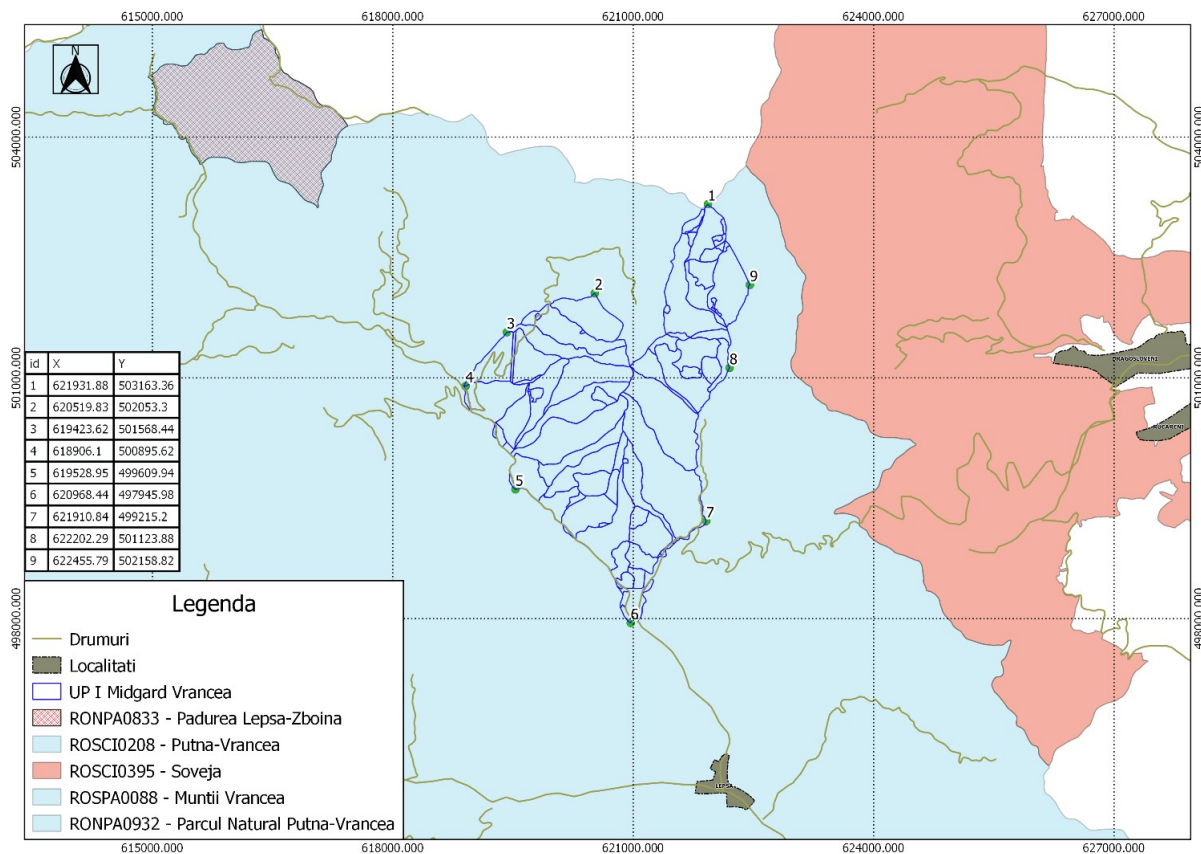 615000.000 618000.000 621000.000 624000.000 627000.000
N
504000.000 504000.000
1
2
9
3
8
4
501000.000 501000.000
DRAGOSLOVENI
RUCARENI
id X Y
1 621931.88 503163.36
2 620519.83 502053.3
3 619423.62 501568.44
4 618906.1 500895.62
5 619528.95 499609.94
6 620968.44 497945.98
7 621910.84 499215.2
8 622202.29 501123.88
9 622455.79 502158.82
5
7
6
498000.000 498000.000
LEPSA
Legenda
Drumuri
Localitati
UP I Midgard Vrancea
RONPA0833 - Padurea Lepsa-Zboina
ROSCI0208 - Putna-Vrancea
ROSCI0395 - Soveja
ROSPA0088 - Muntii Vrancea
RONPA0932 - Parcul Natural Putna-Vrancea
615000.000 618000.000 621000.000 624000.000 627000.000